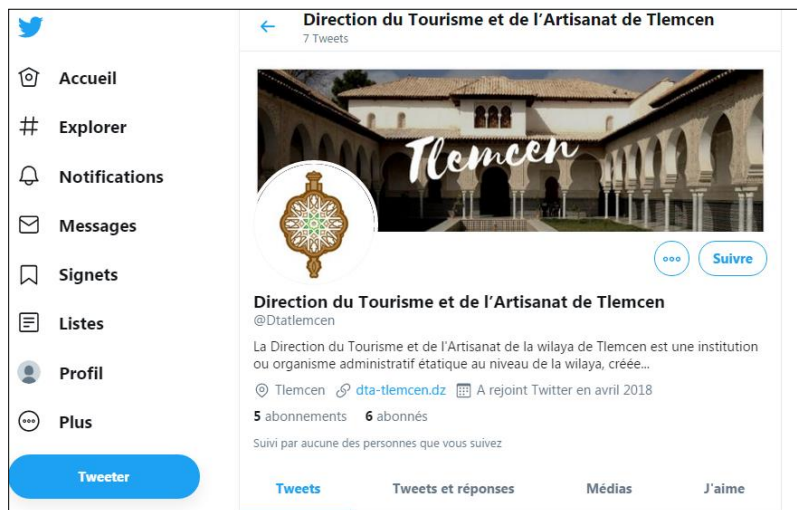 Direction du Tourisme et de l'Artisanat de Tlemcen
7 Tweets
Accueil
Explorer
Notifications
Messages
Signets
Listes
Profil
Plus
Tweeter
Tlemcen
Suivre
Direction du Tourisme et de l'Artisanat de Tlemcen
@Dtatlemcen
La Direction du Tourisme et de l'Artisanat de la wilaya de Tlemcen est une institution
ou organisme administratif étatique au niveau de la wilaya, créée...
Tlemcen dta-tlemcen.dz A rejoint Twitter en avril 2018
5 abonnements 6 abonnés
Suivi par aucune des personnes que vous suivez
Tweets Tweets et réponses Médias J'aime